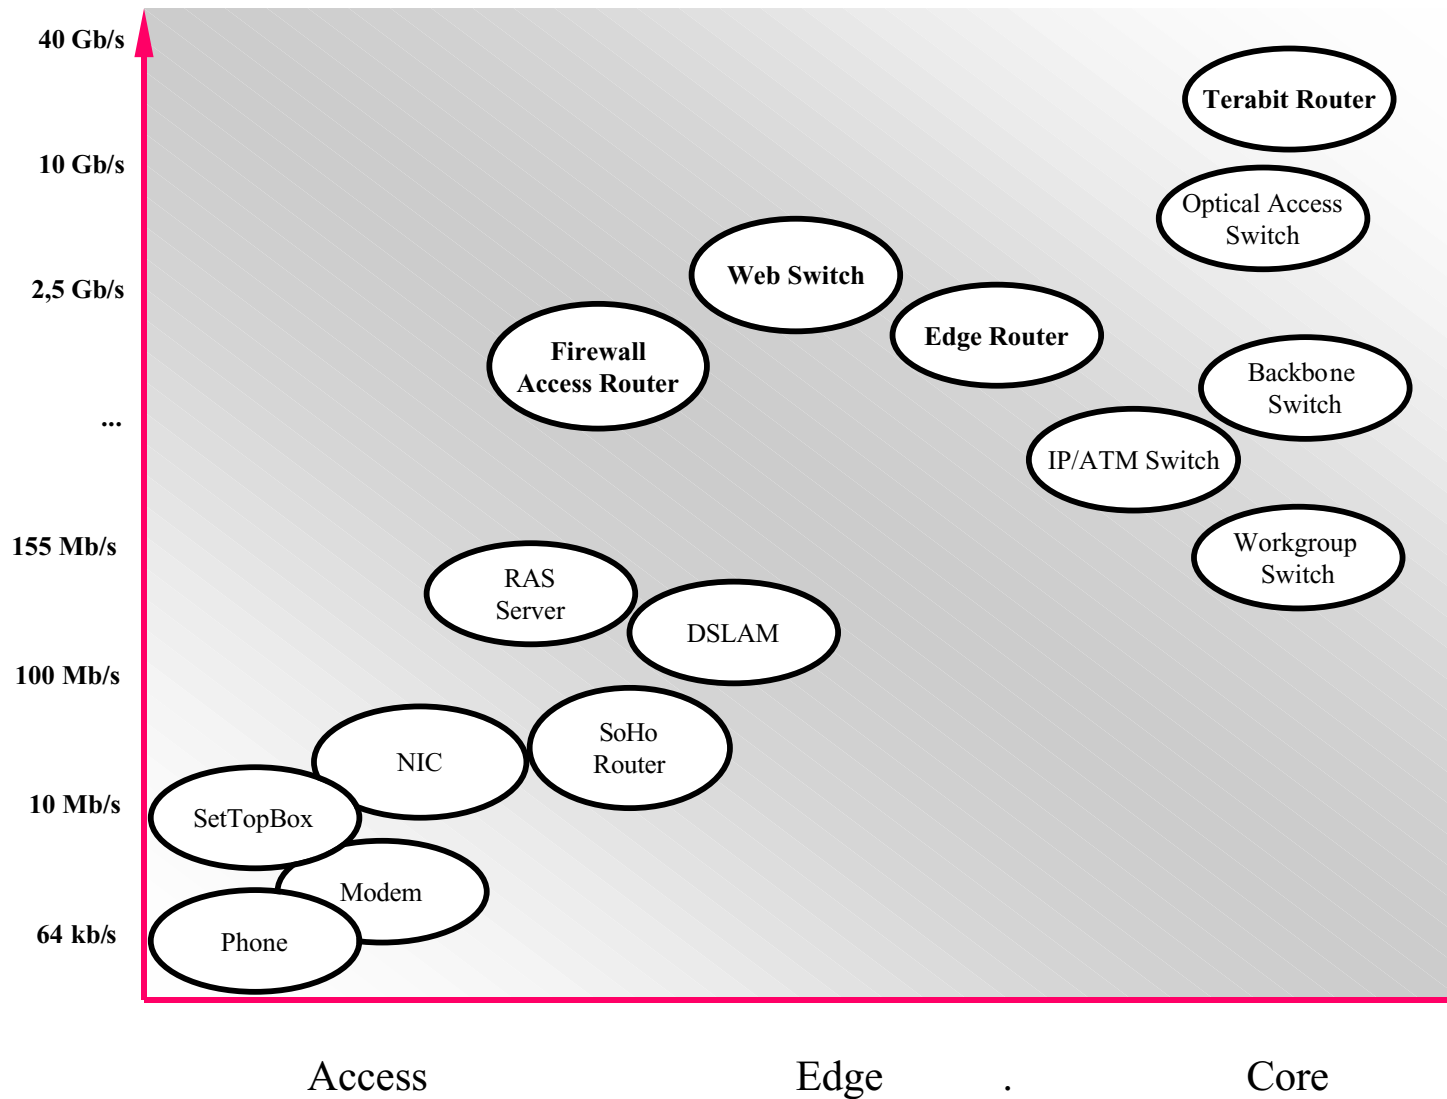 40 Gb/s
Terabit Router
10 Gb/s
Optical Access
Switch
Web Switch
2,5 Gb/s
Edge Router
Firewall
Access Router
Backbone
Switch
...
IP/ATM Switch
155 Mb/s
Workgroup
Switch
RAS
Server
DSLAM
100 Mb/s
SoHo
Router
NIC
10 Mb/s
SetTopBox
Modem
64 kb/s
Phone
Access Edge . Core